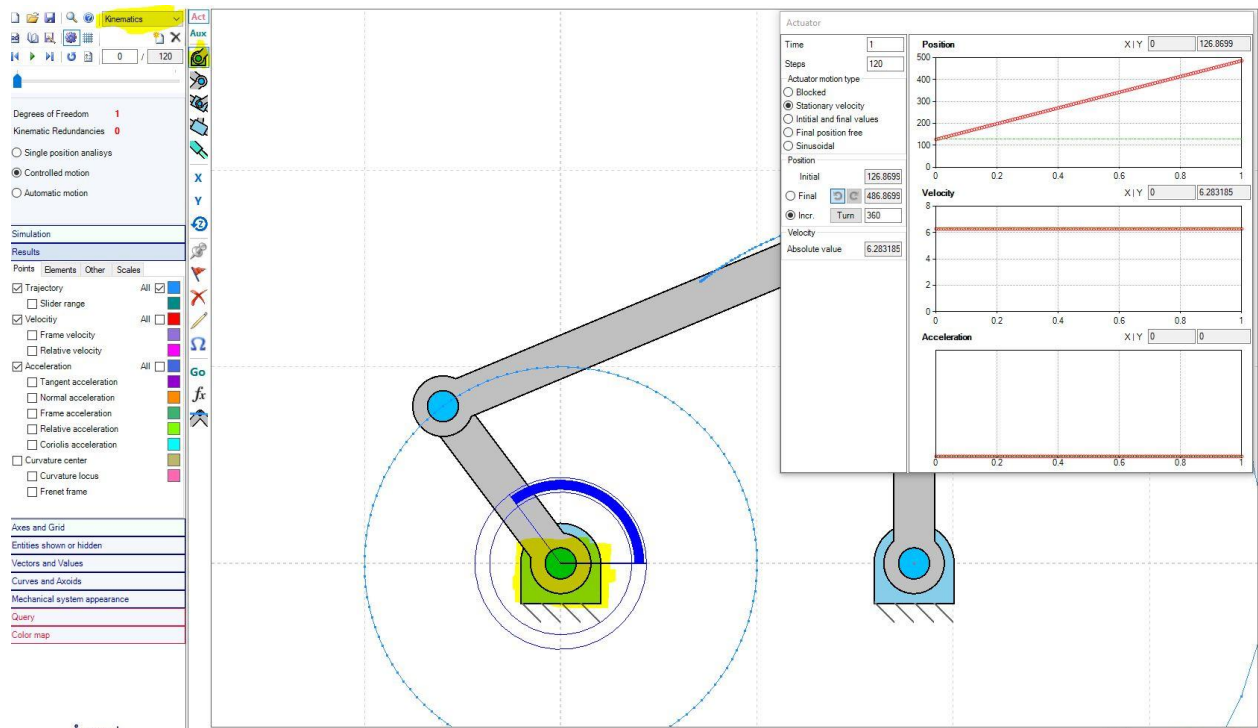 Kinematics
Act
Aux
0 / 120
Degrees of Freedom 1
Kinematic Redundancies 0
Single position analisys
Controlled motion
Automatic motion
Simulation
Results
Points Elements Other Scales
Trajectory All
Slider range
Velocitiy All
Frame velocity
Relative velocity
Acceleration All
Tangent acceleration
Normal acceleration
Frame acceleration
Relative acceleration
Coriolis acceleration
Curvature center
Curvature locus
Frenet frame
Axes and Grid
Entities shown or hidden
Vectors and Values
Curves and Axoids
Mechanical system appearance
Query
Color map
X
Y
Z
Ω
Go
fx
Actuator
Time 1
Steps 120
Actuator motion type
Blocked
Stationary velocity
Intitial and final values
Final position free
Sinusoidal
Position
Initial 126.8699
Final 486.8699
Incr. Turn 360
Velocity
Absolute value 6.283185
Position X | Y 0 126.8699
500
400
300
200
100
0
0 0.2 0.4 0.6 0.8 1
Velocity X | Y 0 6.283185
8
6
4
2
0
0 0.2 0.4 0.6 0.8 1
Acceleration X | Y 0 0
0 0.2 0.4 0.6 0.8 1